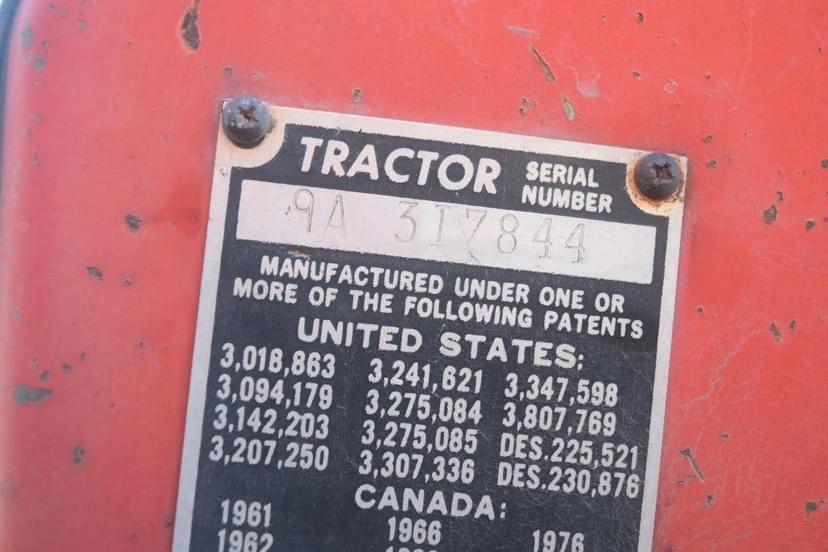 TRACTOR SERIAL NUMBER
9A 317844
MANUFACTURED UNDER ONE OR
MORE OF THE FOLLOWING PATENTS
UNITED STATES:
3,018,863 3,241,621 3,347,598
3,094,179 3,275,084 3,807,769
3,142,203 3,275,085 DES.225,521
3,207,250 3,307,336 DES.230,876
CANADA:
1961 1966 1976
1962